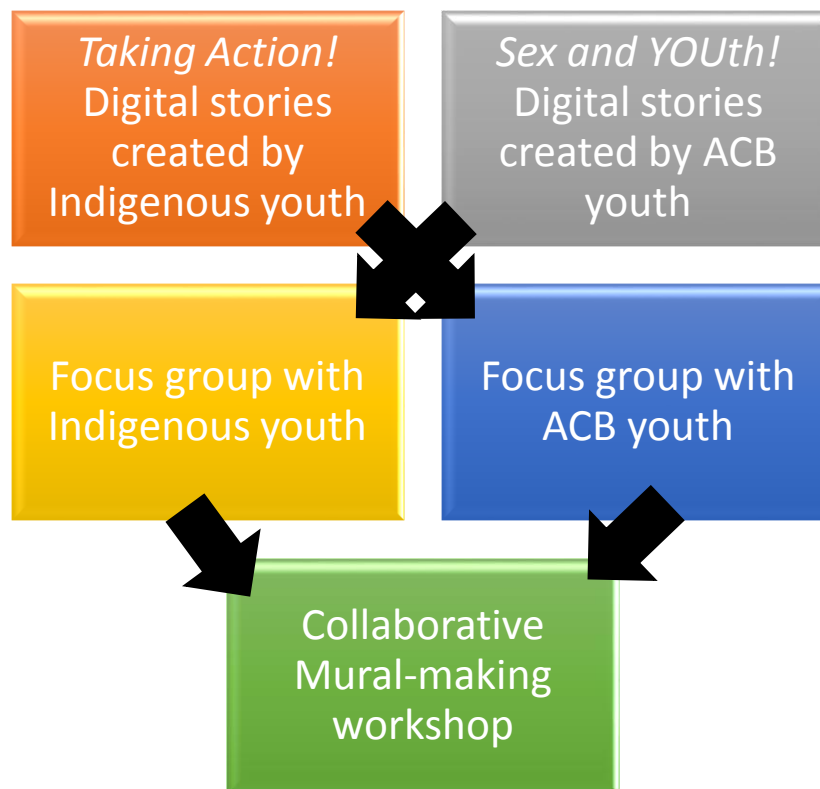 Taking Action!
Digital stories
created by
Indigenous youth
Sex and YOUth!
Digital stories
created by ACB
youth
Focus group with
Indigenous youth
Focus group with
ACB youth
Collaborative
Mural-making
workshop